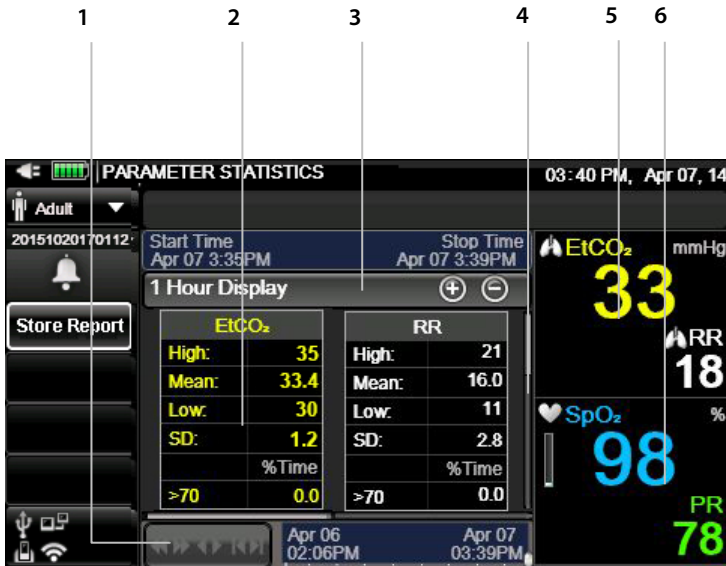 1 2 3 4 5 6
PARAMETER STATISTICS 03:40 PM, Apr 07, 14
Adult
20151020170112
Store Report
Start Time Stop Time
Apr 07 3:35PM Apr 07 3:39PM
1 Hour Display
EtCO₂ RR
High: 35 High: 21
Mean: 33.4 Mean: 16.0
Low: 30 Low: 11
SD: 1.2 SD: 2.8
%Time %Time
>70 0.0 >70 0.0
Apr 06 Apr 07
02:06PM 03:39PM
EtCO₂ mmHg
33
RR
18
SpO₂ %
98
PR
78